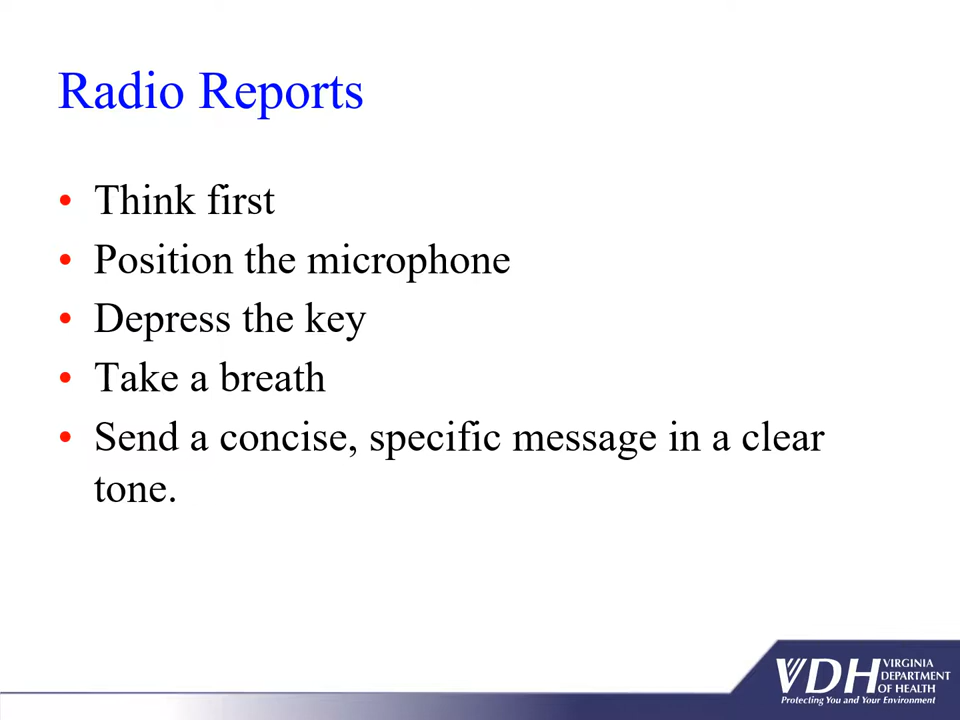 Radio Reports
• Think first
• Position the microphone
• Depress the key
• Take a breath
• Send a concise, specific message in a clear
tone.
VDH VIRGINIA
DEPARTMENT
OF HEALTH
Protecting You and Your Environment